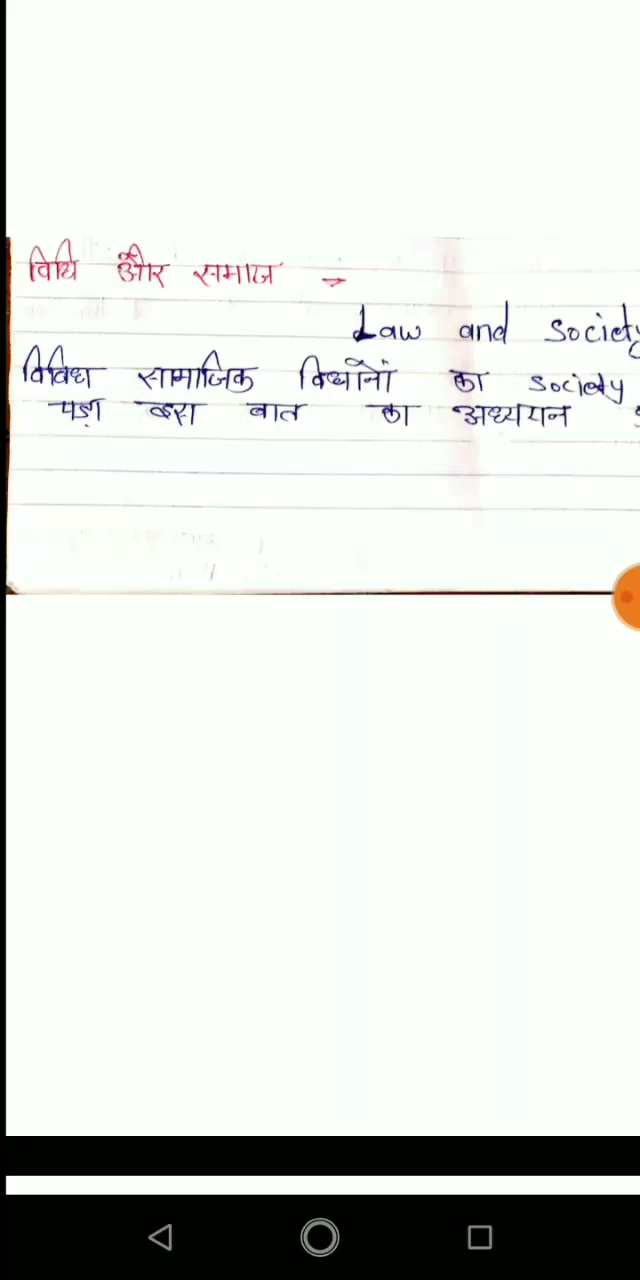 विधि और समाज →
Law and Society
विविध सामाजिक विधानों का society
पड़ा इस बात का अध्ययन